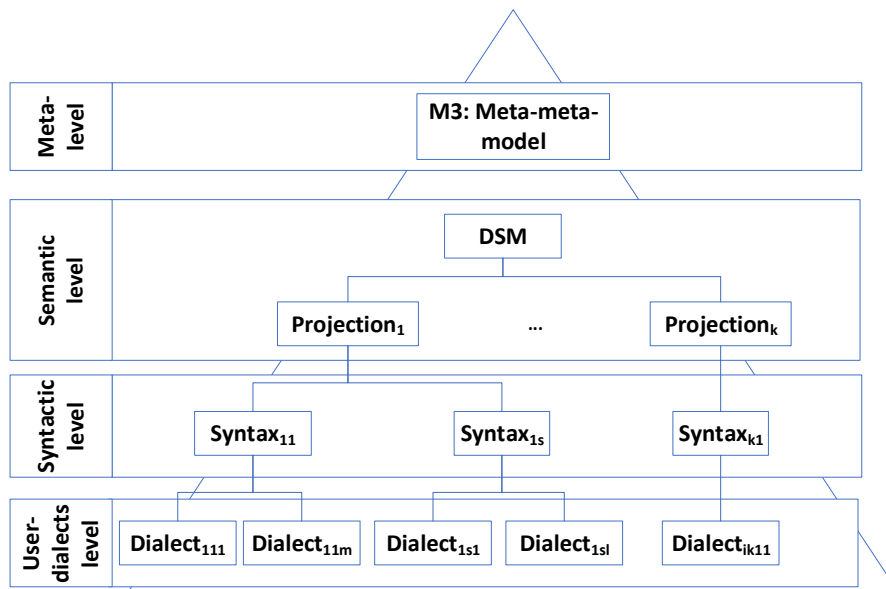 Meta-
level
M3: Meta-meta-
model
Semantic
level
DSM
Projection₁
...
Projectionₖ
Syntactic
level
Syntax₁₁
Syntax₁ₛ
Syntaxₖ₁
User-
dialects
level
Dialect₁₁₁
Dialect₁₁ₘ
Dialect₁ₛ₁
Dialect₁ₛₗ
Dialectᵢₖ₁₁